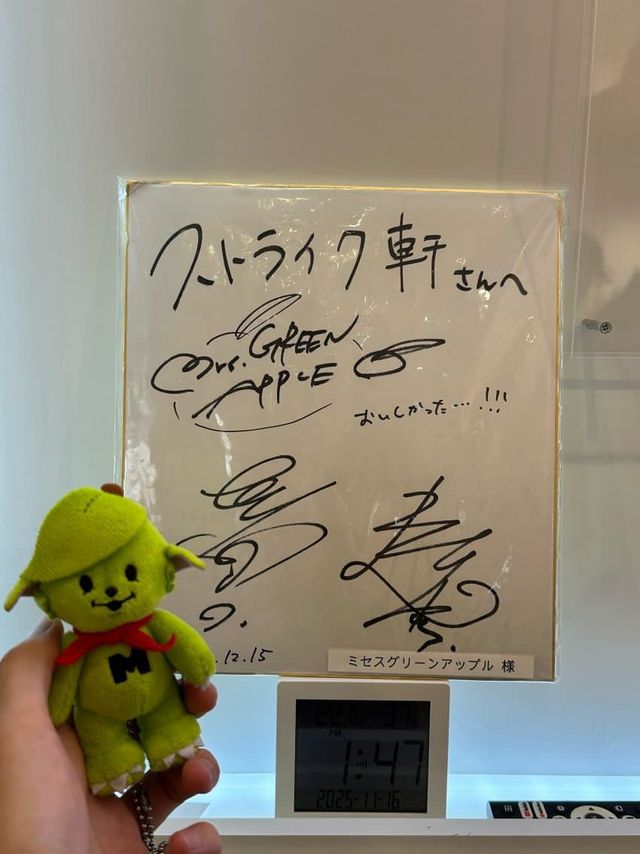 ストライク軒さんへ
Mrs. GREEN
APPLE
おいしかった…!!!
.12.15
ミセスグリーンアップル 様
M
PM
1:47
2025-11-16